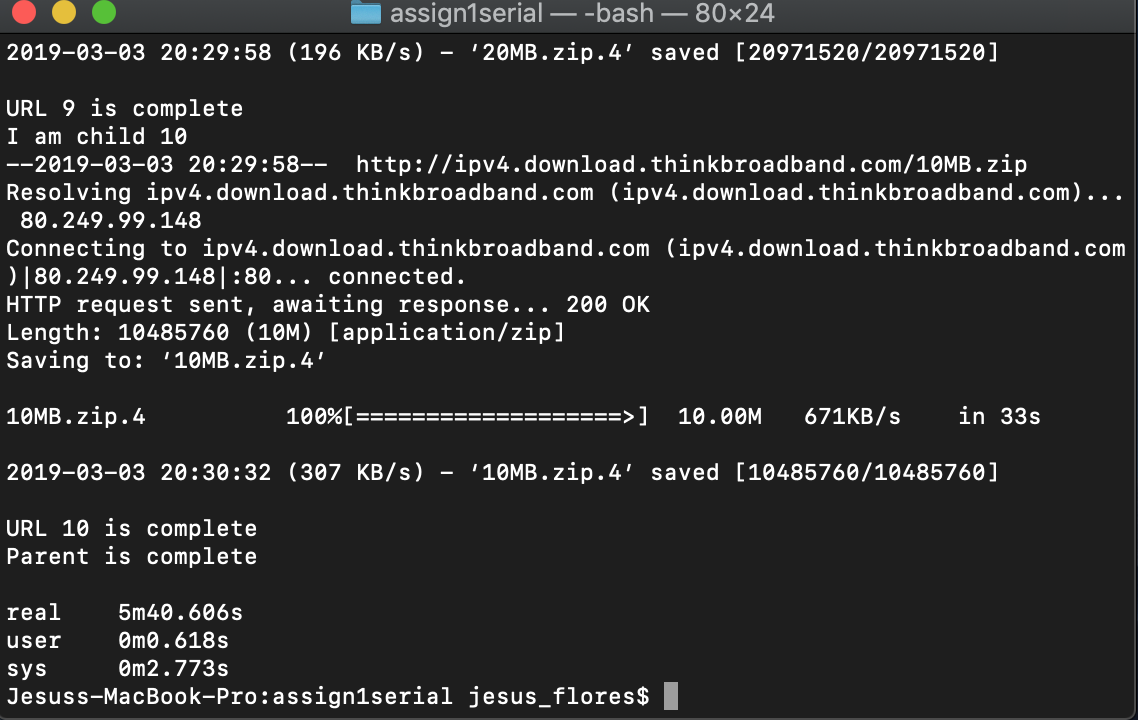 assign1serial — -bash — 80×24
2019-03-03 20:29:58 (196 KB/s) - ‘20MB.zip.4’ saved [20971520/20971520]
URL 9 is complete
I am child 10
--2019-03-03 20:29:58--  http://ipv4.download.thinkbroadband.com/10MB.zip
Resolving ipv4.download.thinkbroadband.com (ipv4.download.thinkbroadband.com)...
 80.249.99.148
Connecting to ipv4.download.thinkbroadband.com (ipv4.download.thinkbroadband.com
)|80.249.99.148|:80... connected.
HTTP request sent, awaiting response... 200 OK
Length: 10485760 (10M) [application/zip]
Saving to: ‘10MB.zip.4’
10MB.zip.4          100%[===================>]  10.00M   671KB/s    in 33s
2019-03-03 20:30:32 (307 KB/s) - ‘10MB.zip.4’ saved [10485760/10485760]
URL 10 is complete
Parent is complete
real    5m40.606s
user    0m0.618s
sys     0m2.773s
Jesuss-MacBook-Pro:assign1serial jesus_flores$